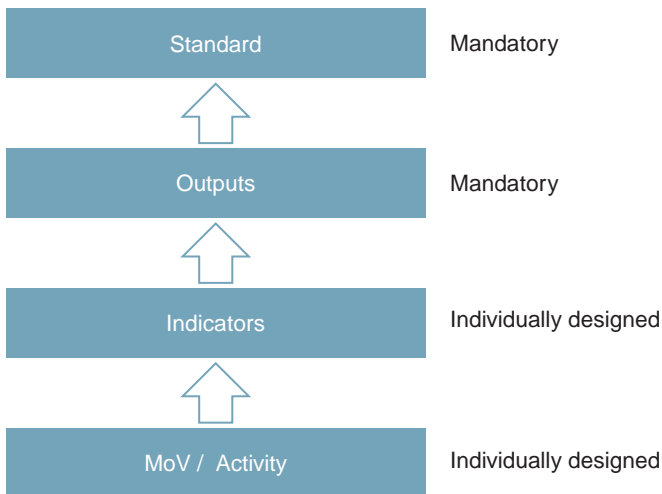 Standard Mandatory
Outputs Mandatory
Indicators Individually designed
MoV / Activity Individually designed